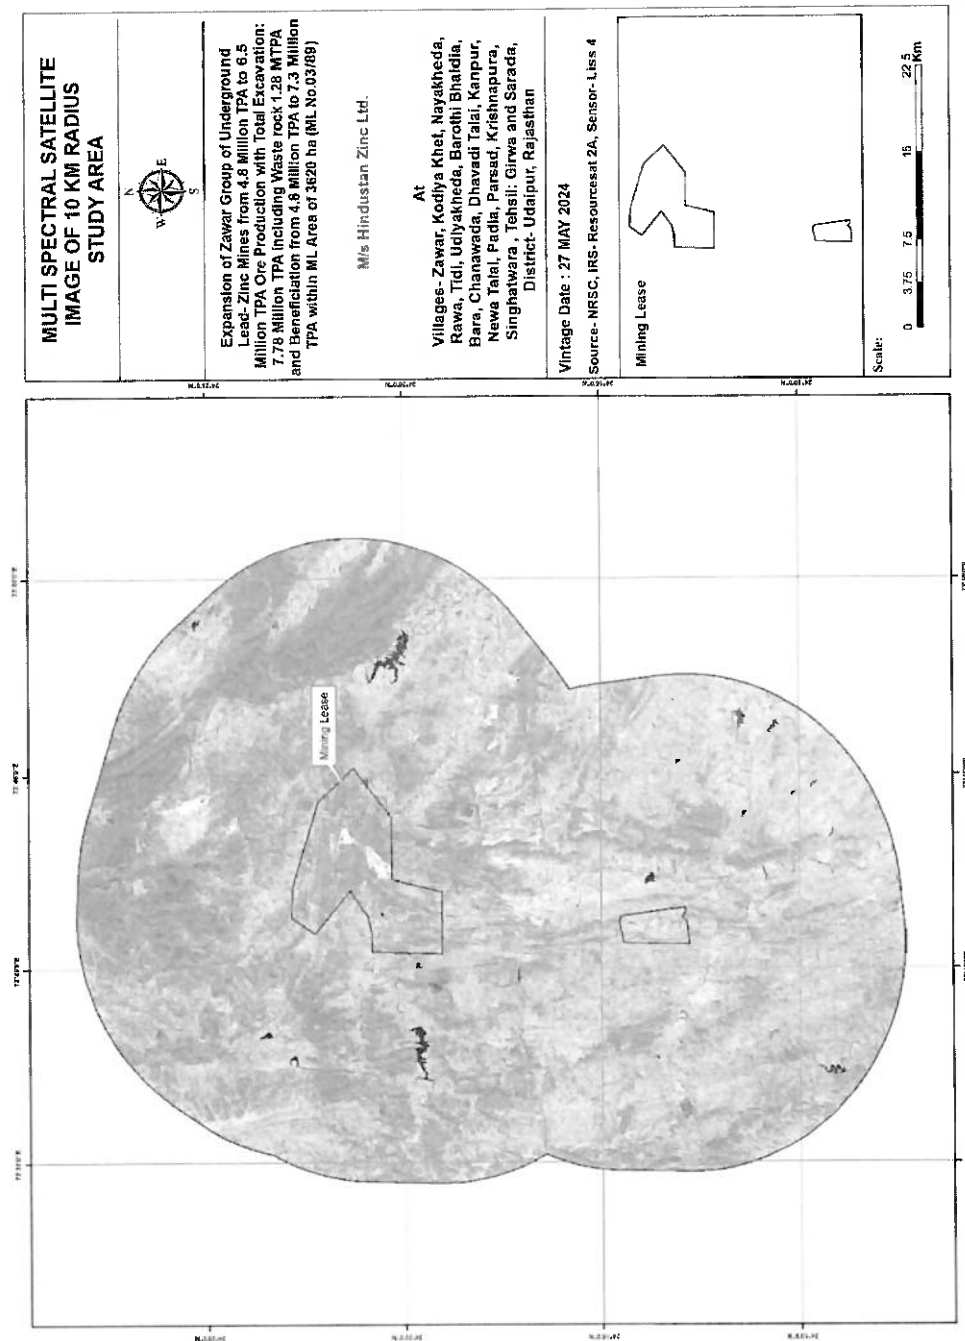 MULTI SPECTRAL SATELLITE
IMAGE OF 10 KM RADIUS
STUDY AREA
N
E
S
W
Expansion of Zawar Group of Underground
Lead- Zinc Mines from 4.8 Million TPA to 6.5
Million TPA Ore Production with Total Excavation:
7.78 Million TPA Including Waste rock 1.28 MTPA
and Beneficiation from 4.8 Million TPA to 7.3 Million
TPA within ML Area of 3620 ha (ML No.03/89)
M/s Hindustan Zinc Ltd.
At
Villages- Zawar, Kodiya Khet, Nayakheda,
Rawa, Tidi, Udiyakheda, Barothi Bhaldia,
Bara, Chanawada, Dhavadi Talai, Kanpur,
Newa Talai, Padla, Parsad, Krishnapura,
Singhatwara , Tehsil: Girwa and Sarada,
District- Udaipur, Rajasthan
Vintage Date : 27 MAY 2024
Source- NRSC, IRS- Resourcesat 2A, Sensor- Liss 4
Mining Lease
Scale:
0 3.75 7.5 15 22.5
Km
Mining Lease